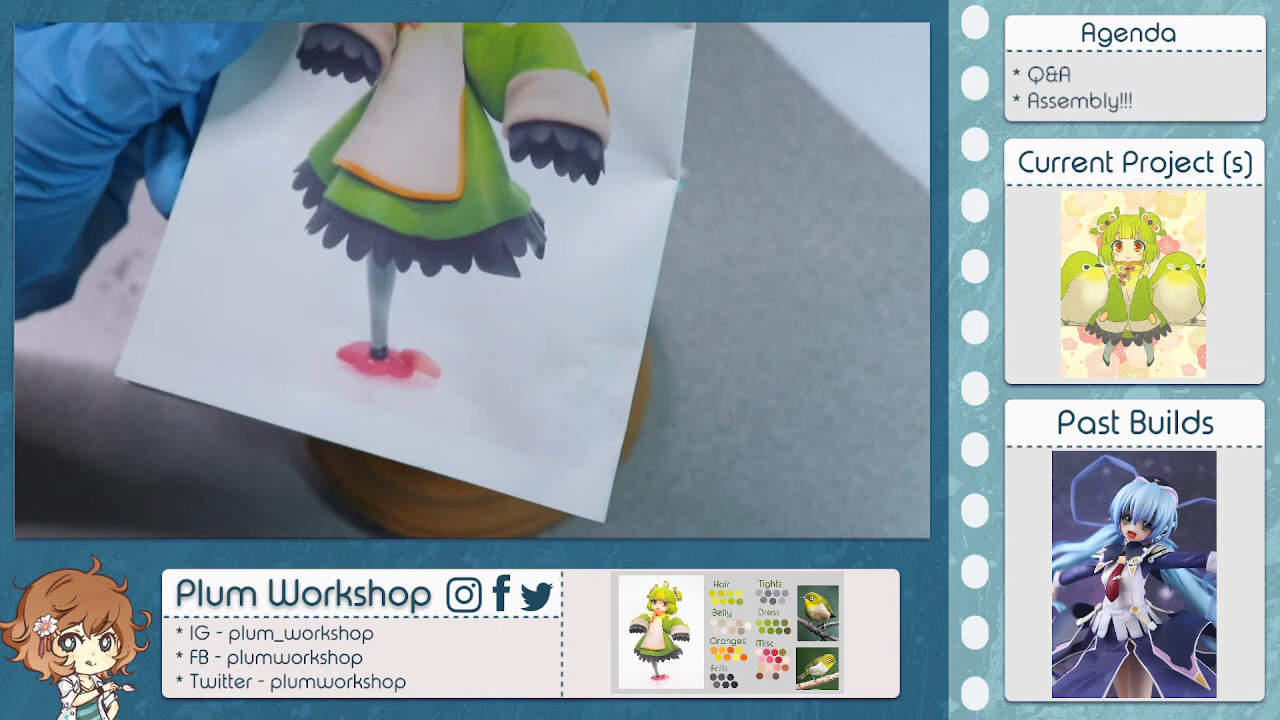 Agenda
* Q&A
* Assembly!!!
Current Project (s)
Past Builds
Plum Workshop
* IG - plum_workshop
* FB - plumworkshop
* Twitter - plumworkshop
Hair
Tights
Belly
Dress
Oranges
Misc.
Frills